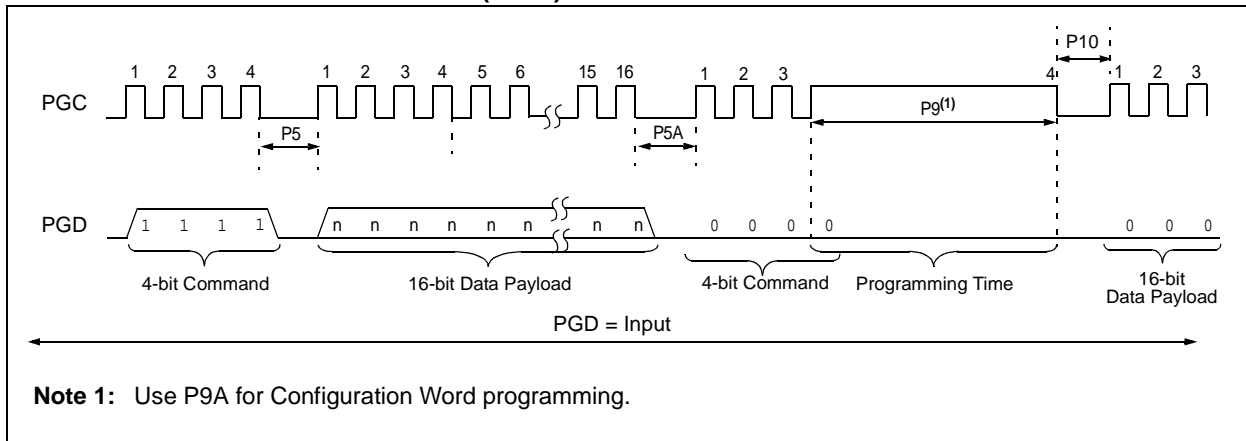 P10
1 2 3 4 1 2 3 4 5 6 15 16 1 2 3 4 1 2 3
PGC
P9(1)
P5
P5A
PGD
1 1 1 1 n n n n n n n n 0 0 0 0 0 0 0
4-bit Command
16-bit Data Payload
4-bit Command
Programming Time
16-bit
Data Payload
PGD = Input
Note 1: Use P9A for Configuration Word programming.